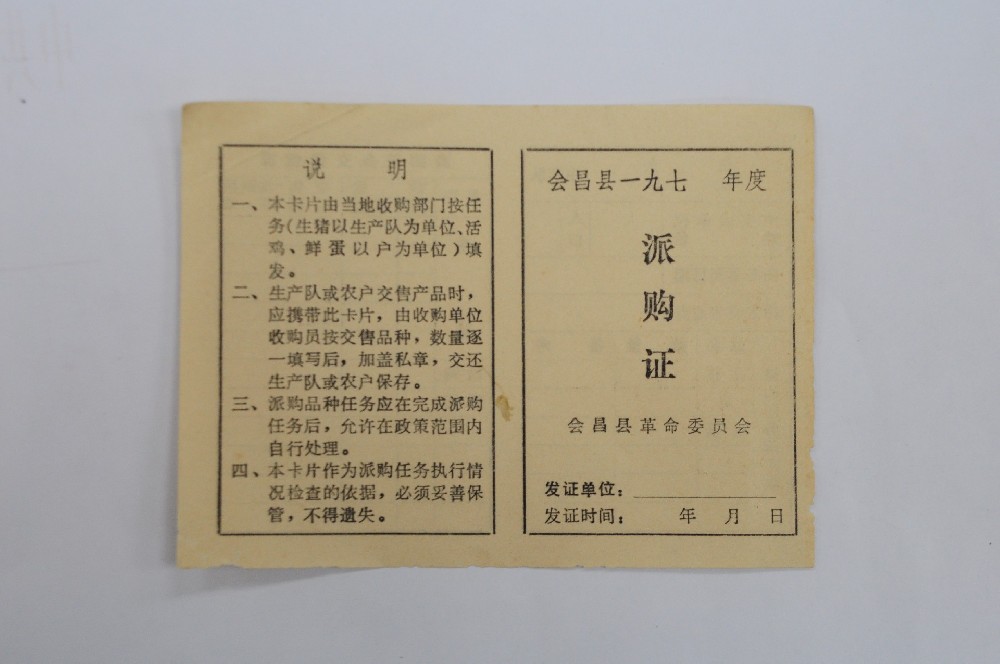 说 明
一、本卡片由当地收购部门按任
务(生猪以生产队为单位、活
鸡、鲜蛋以户为单位)填
发。
二、生产队或农户交售产品时,
应携带此卡片,由收购单位
收购员按交售品种,数量逐
一填写后,加盖私章,交还
生产队或农户保存。
三、派购品种任务应在完成派购
任务后,允许在政策范围内
自行处理。
四、本卡片作为派购任务执行情
况检查的依据,必须妥善保
管,不得遗失。
会昌县一九七 年度
派
购
证
会昌县革命委员会
发证单位:
发证时间: 年 月 日